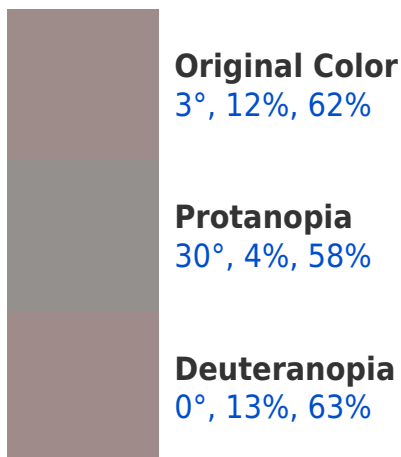 Original Color
3°, 12%, 62%
Protanopia
30°, 4%, 58%
Deuteranopia
0°, 13%, 63%